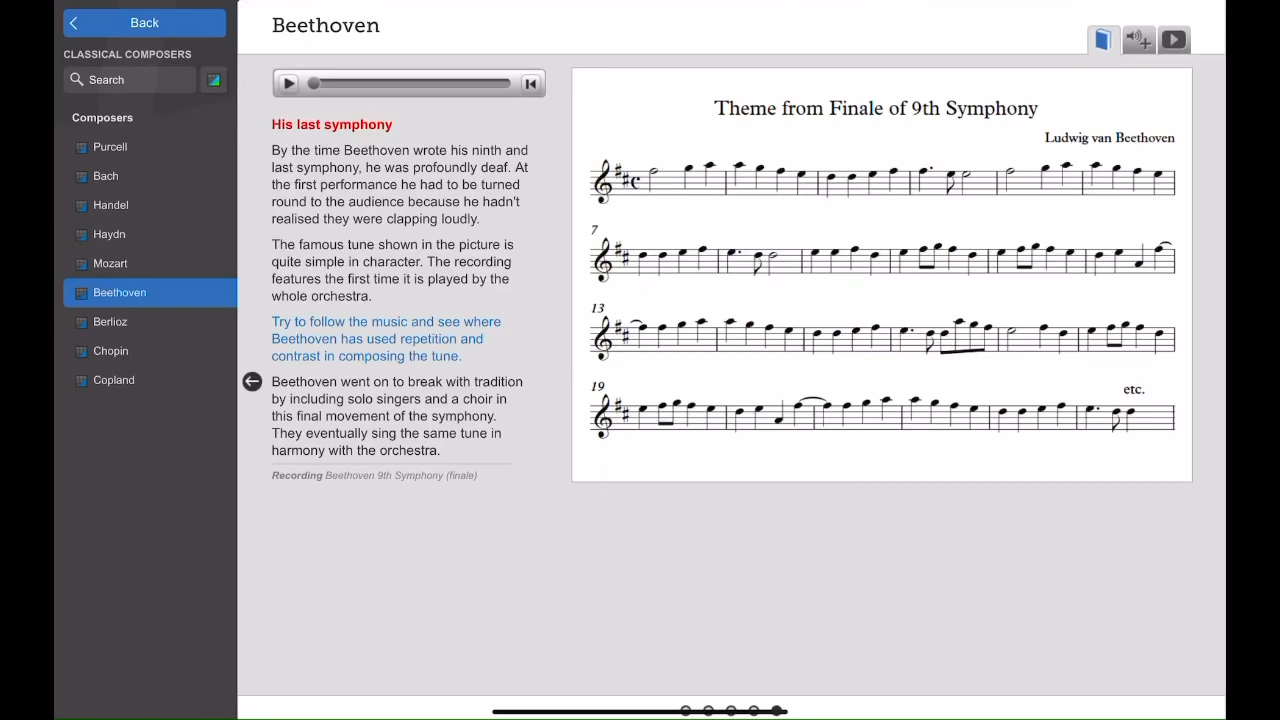 Back
CLASSICAL COMPOSERS
Search
Composers
Purcell
Bach
Handel
Haydn
Mozart
Beethoven
Berlioz
Chopin
Copland
Beethoven
His last symphony
By the time Beethoven wrote his ninth and
last symphony, he was profoundly deaf. At
the first performance he had to be turned
round to the audience because he hadn't
realised they were clapping loudly.
The famous tune shown in the picture is
quite simple in character. The recording
features the first time it is played by the
whole orchestra.
Try to follow the music and see where
Beethoven has used repetition and
contrast in composing the tune.
Beethoven went on to break with tradition
by including solo singers and a choir in
this final movement of the symphony.
They eventually sing the same tune in
harmony with the orchestra.
Recording Beethoven 9th Symphony (finale)
Theme from Finale of 9th Symphony
Ludwig van Beethoven
7
13
19
etc.